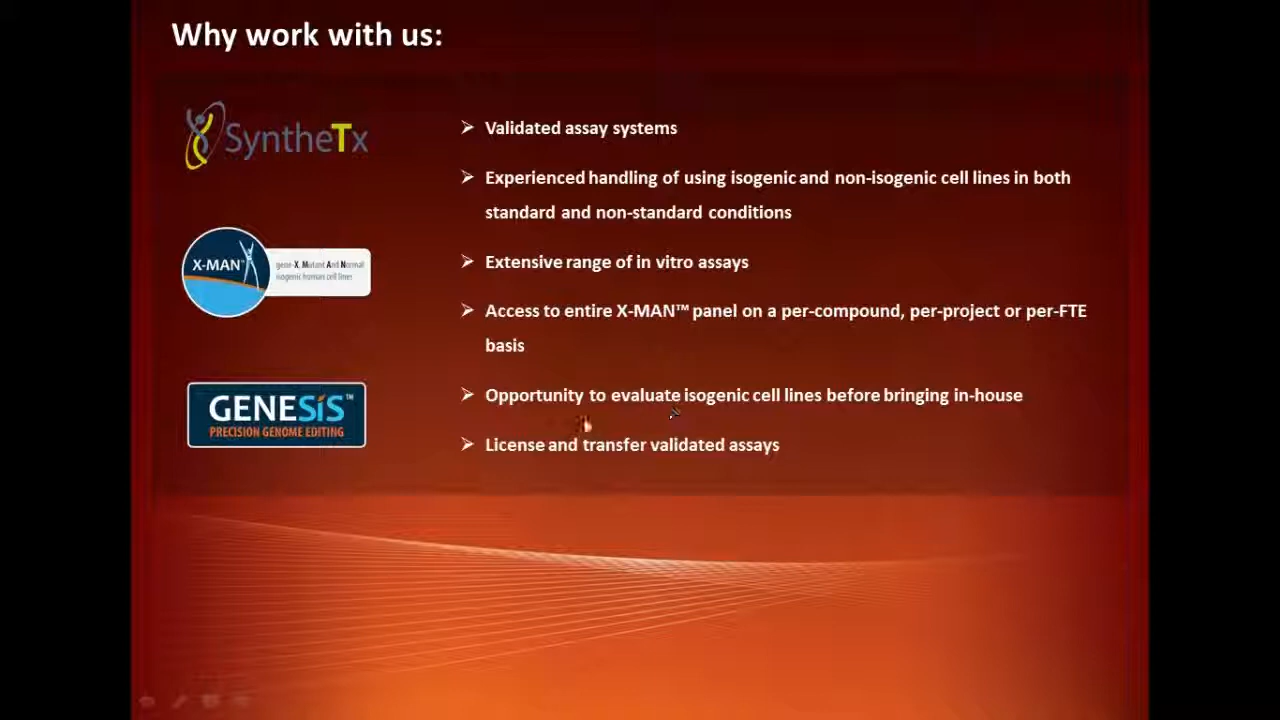 Why work with us:
SyntheTx
➢ Validated assay systems
➢ Experienced handling of using isogenic and non-isogenic cell lines in both
standard and non-standard conditions
X-MAN™
gene-X, Mutant And Normal
isogenic human cell lines
➢ Extensive range of in vitro assays
➢ Access to entire X-MAN™ panel on a per-compound, per-project or per-FTE
basis
GENESIS™
PRECISION GENOME EDITING
➢ Opportunity to evaluate isogenic cell lines before bringing in-house
➢ License and transfer validated assays